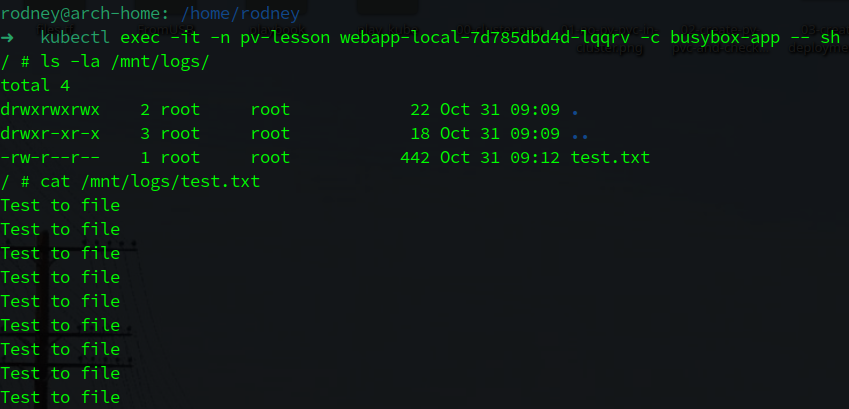 rodney@arch-home: /home/rodney
→ kubectl exec -it -n pv-lesson webapp-local-7d785dbd4d-lqqrv -c busybox-app -- sh
/ # ls -la /mnt/logs/
total 4
drwxrwxrwx    2 root     root            22 Oct 31 09:09 .
drwxr-xr-x    3 root     root            18 Oct 31 09:09 ..
-rw-r--r--    1 root     root           442 Oct 31 09:12 test.txt
/ # cat /mnt/logs/test.txt
Test to file
Test to file
Test to file
Test to file
Test to file
Test to file
Test to file
Test to file
Test to file